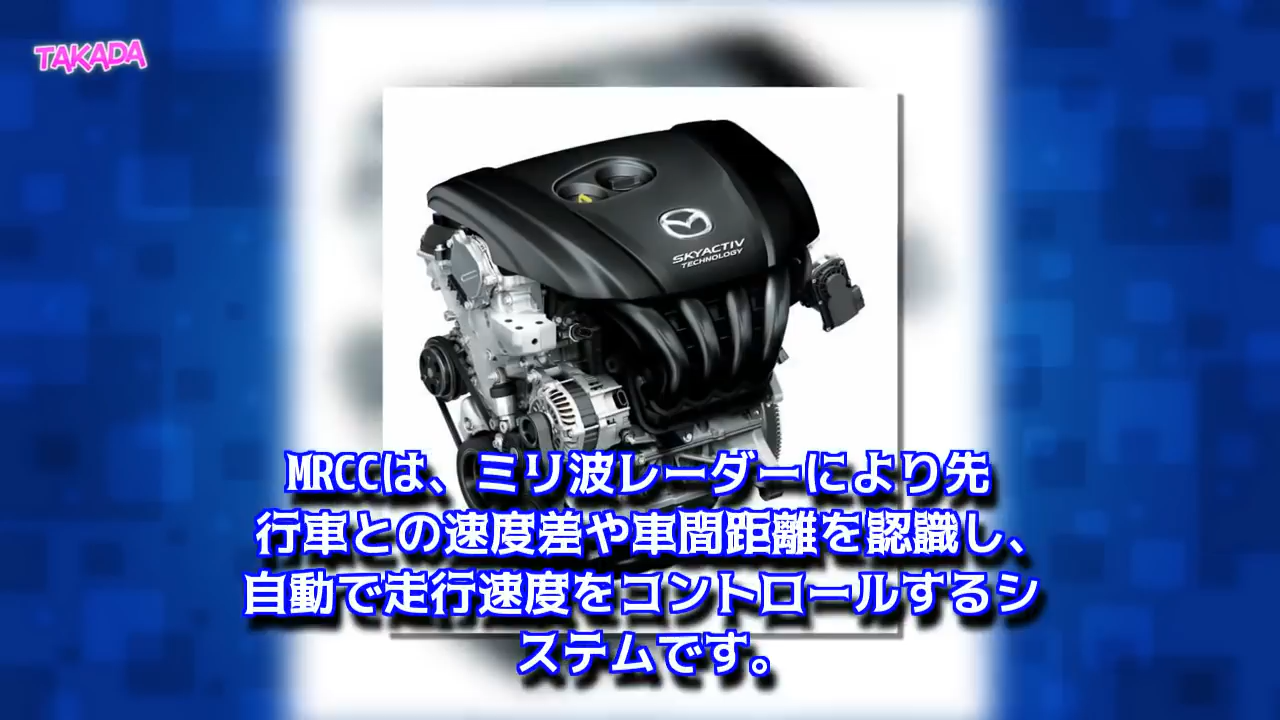 TAKADA
SKYACTIV
TECHNOLOGY
MRCCは、ミリ波レーダーにより先
行車との速度差や車間距離を認識し、
自動で走行速度をコントロールするシ
ステムです。